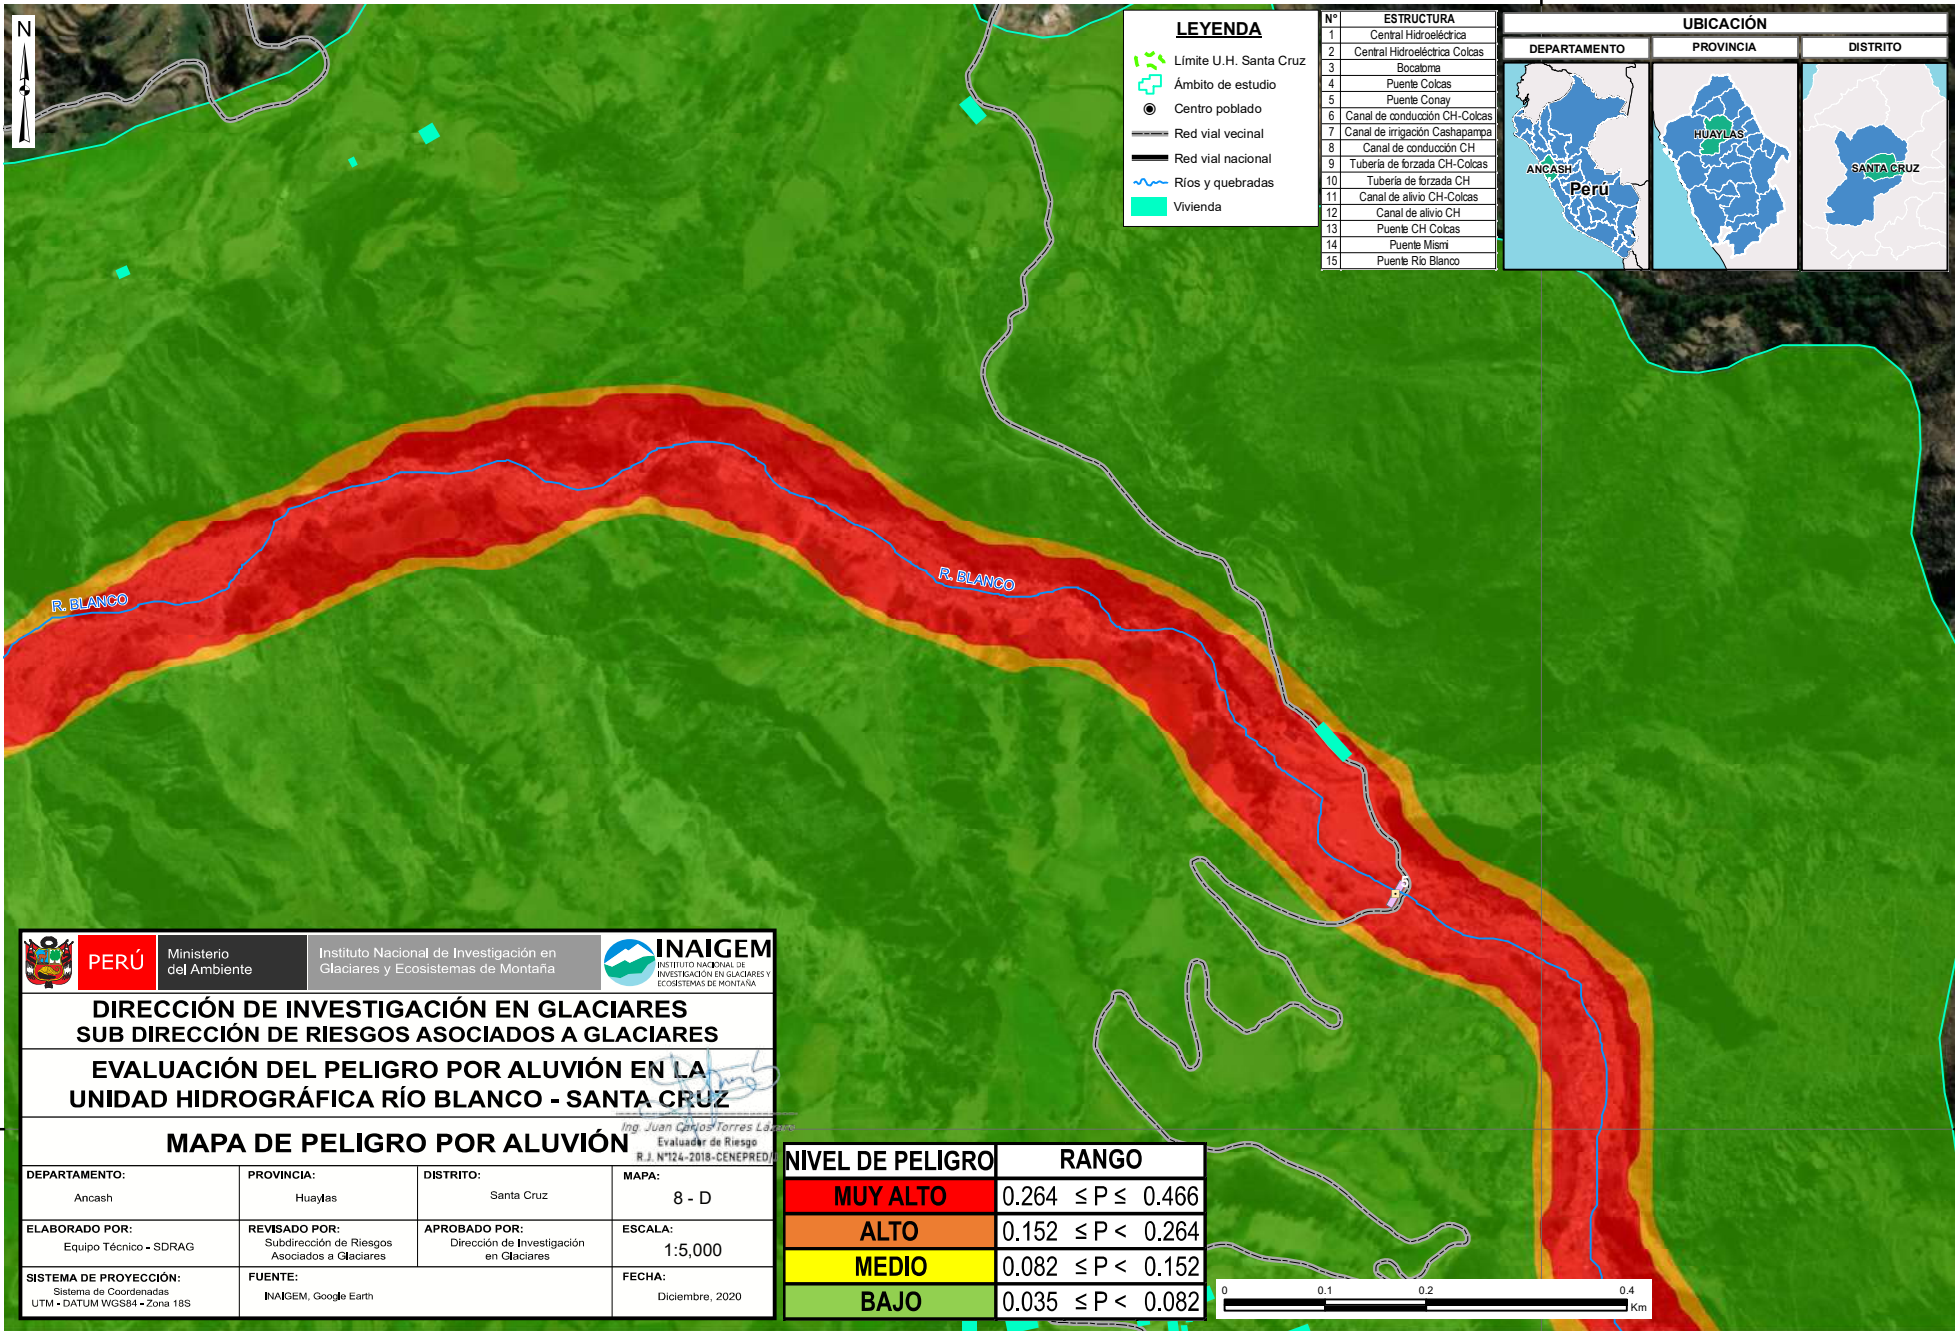 N
LEYENDA
Límite U.H. Santa Cruz
Ámbito de estudio
Centro poblado
Red vial vecinal
Red vial nacional
Ríos y quebradas
Vivienda
N° ESTRUCTURA
1 Central Hidroeléctrica
2 Central Hidroeléctrica Colcas
3 Bocatoma
4 Puente Colcas
5 Puente Conay
6 Canal de conducción CH-Colcas
7 Canal de irrigación Cashapampa
8 Canal de conducción CH
9 Tubería de forzada CH-Colcas
10 Tubería de forzada CH
11 Canal de alivio CH-Colcas
12 Canal de alivio CH
13 Puente CH Colcas
14 Puente Mismi
15 Puente Río Blanco
UBICACIÓN
DEPARTAMENTO PROVINCIA DISTRITO
ANCASH
Perú
HUAYLAS
SANTA CRUZ
R. BLANCO
R. BLANCO
PERÚ
Ministerio
del Ambiente
Instituto Nacional de Investigación en
Glaciares y Ecosistemas de Montaña
INAIGEM
INSTITUTO NACIONAL DE
INVESTIGACIÓN EN GLACIARES Y
ECOSISTEMAS DE MONTAÑA
DIRECCIÓN DE INVESTIGACIÓN EN GLACIARES
SUB DIRECCIÓN DE RIESGOS ASOCIADOS A GLACIARES
EVALUACIÓN DEL PELIGRO POR ALUVIÓN EN LA
UNIDAD HIDROGRÁFICA RÍO BLANCO - SANTA CRUZ
MAPA DE PELIGRO POR ALUVIÓN
Ing. Juan Carlos Torres
Evaluador de Riesgo
R.J. N°124-2018-CENEPRED/J
DEPARTAMENTO:
Ancash
PROVINCIA:
Huaylas
DISTRITO:
Santa Cruz
MAPA:
8 - D
ELABORADO POR:
Equipo Técnico - SDRAG
REVISADO POR:
Subdirección de Riesgos
Asociados a Glaciares
APROBADO POR:
Dirección de Investigación
en Glaciares
ESCALA:
1:5,000
SISTEMA DE PROYECCIÓN:
Sistema de Coordenadas
UTM - DATUM WGS84 - Zona 18S
FUENTE:
INAIGEM, Google Earth
FECHA:
Diciembre, 2020
NIVEL DE PELIGRO RANGO
MUY ALTO 0.264 ≤ P ≤ 0.466
ALTO 0.152 ≤ P < 0.264
MEDIO 0.082 ≤ P < 0.152
BAJO 0.035 ≤ P < 0.082
0 0.1 0.2 0.4
Km